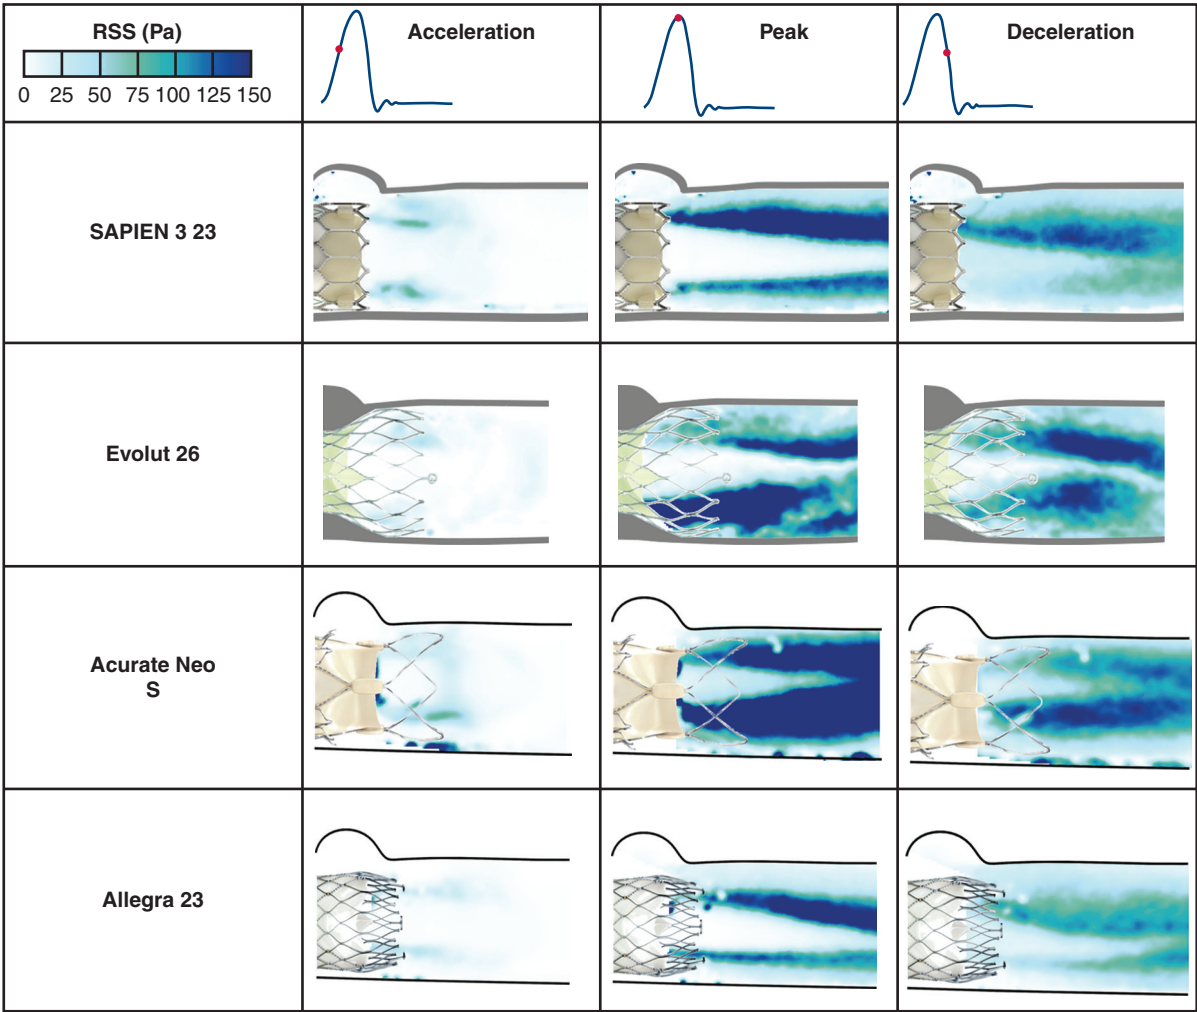 RSS (Pa)
0 25 50 75 100 125 150
Acceleration
Peak
Deceleration
SAPIEN 3 23
Evolut 26
Acurate Neo
S
Allegra 23